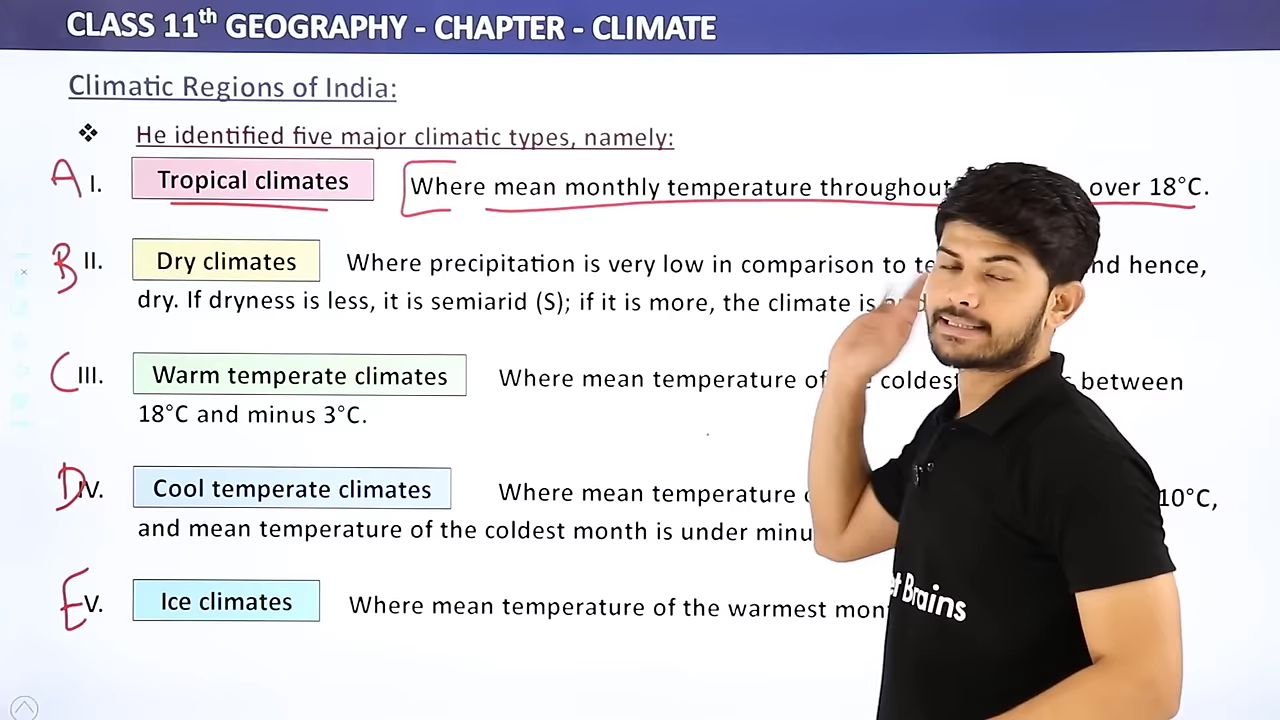 CLASS 11th GEOGRAPHY - CHAPTER - CLIMATE
Climatic Regions of India:
❖ He identified five major climatic types, namely:
A I. Tropical climates Where mean monthly temperature throughout over 18°C.
B II. Dry climates Where precipitation is very low in comparison to hence,
dry. If dryness is less, it is semiarid (S); if it is more, the climate is
C III. Warm temperate climates Where mean temperature of coldest between
18°C and minus 3°C.
D IV. Cool temperate climates Where mean temperature 10°C,
and mean temperature of the coldest month is under
E V. Ice climates Where mean temperature of the warmest
Brains